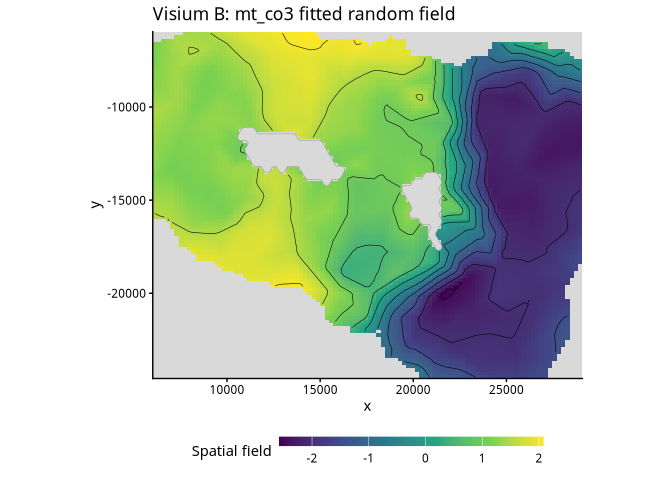 Visium B: mt_co3 fitted random field
y
-10000
-15000
-20000
10000 15000 20000 25000
x
Spatial field
-2 -1 0 1 2